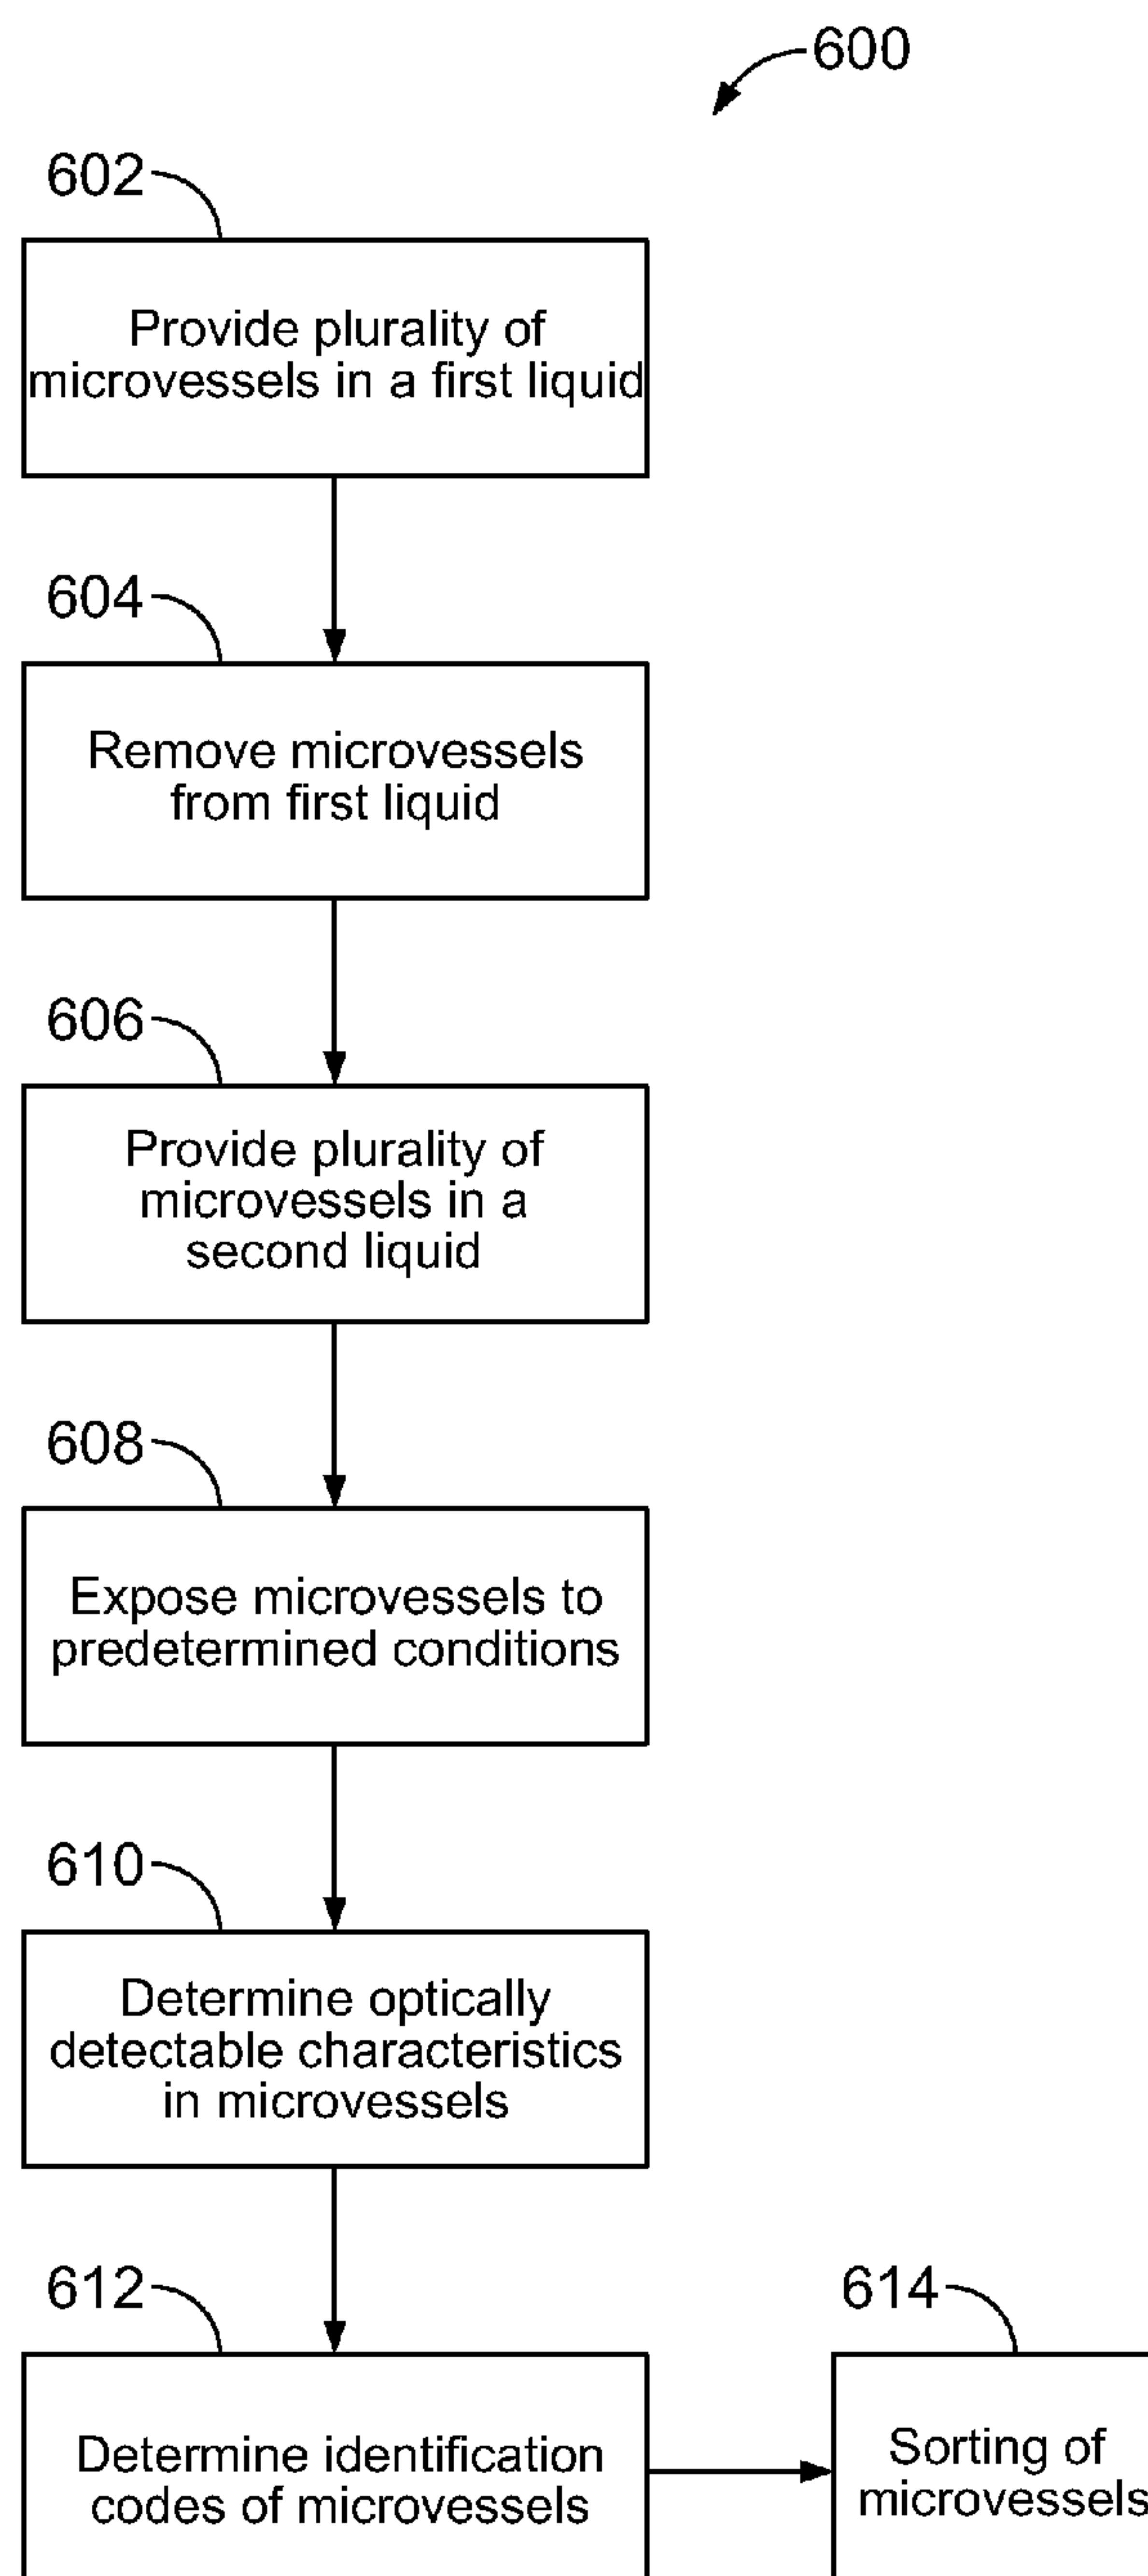 600
602
Provide plurality of
microvessels in a first liquid
604
Remove microvessels
from first liquid
606
Provide plurality of
microvessels in a
second liquid
608
Expose microvessels to
predetermined conditions
610
Determine optically
detectable characteristics
in microvessels
612
Determine identification
codes of microvessels
614
Sorting of
microvessels